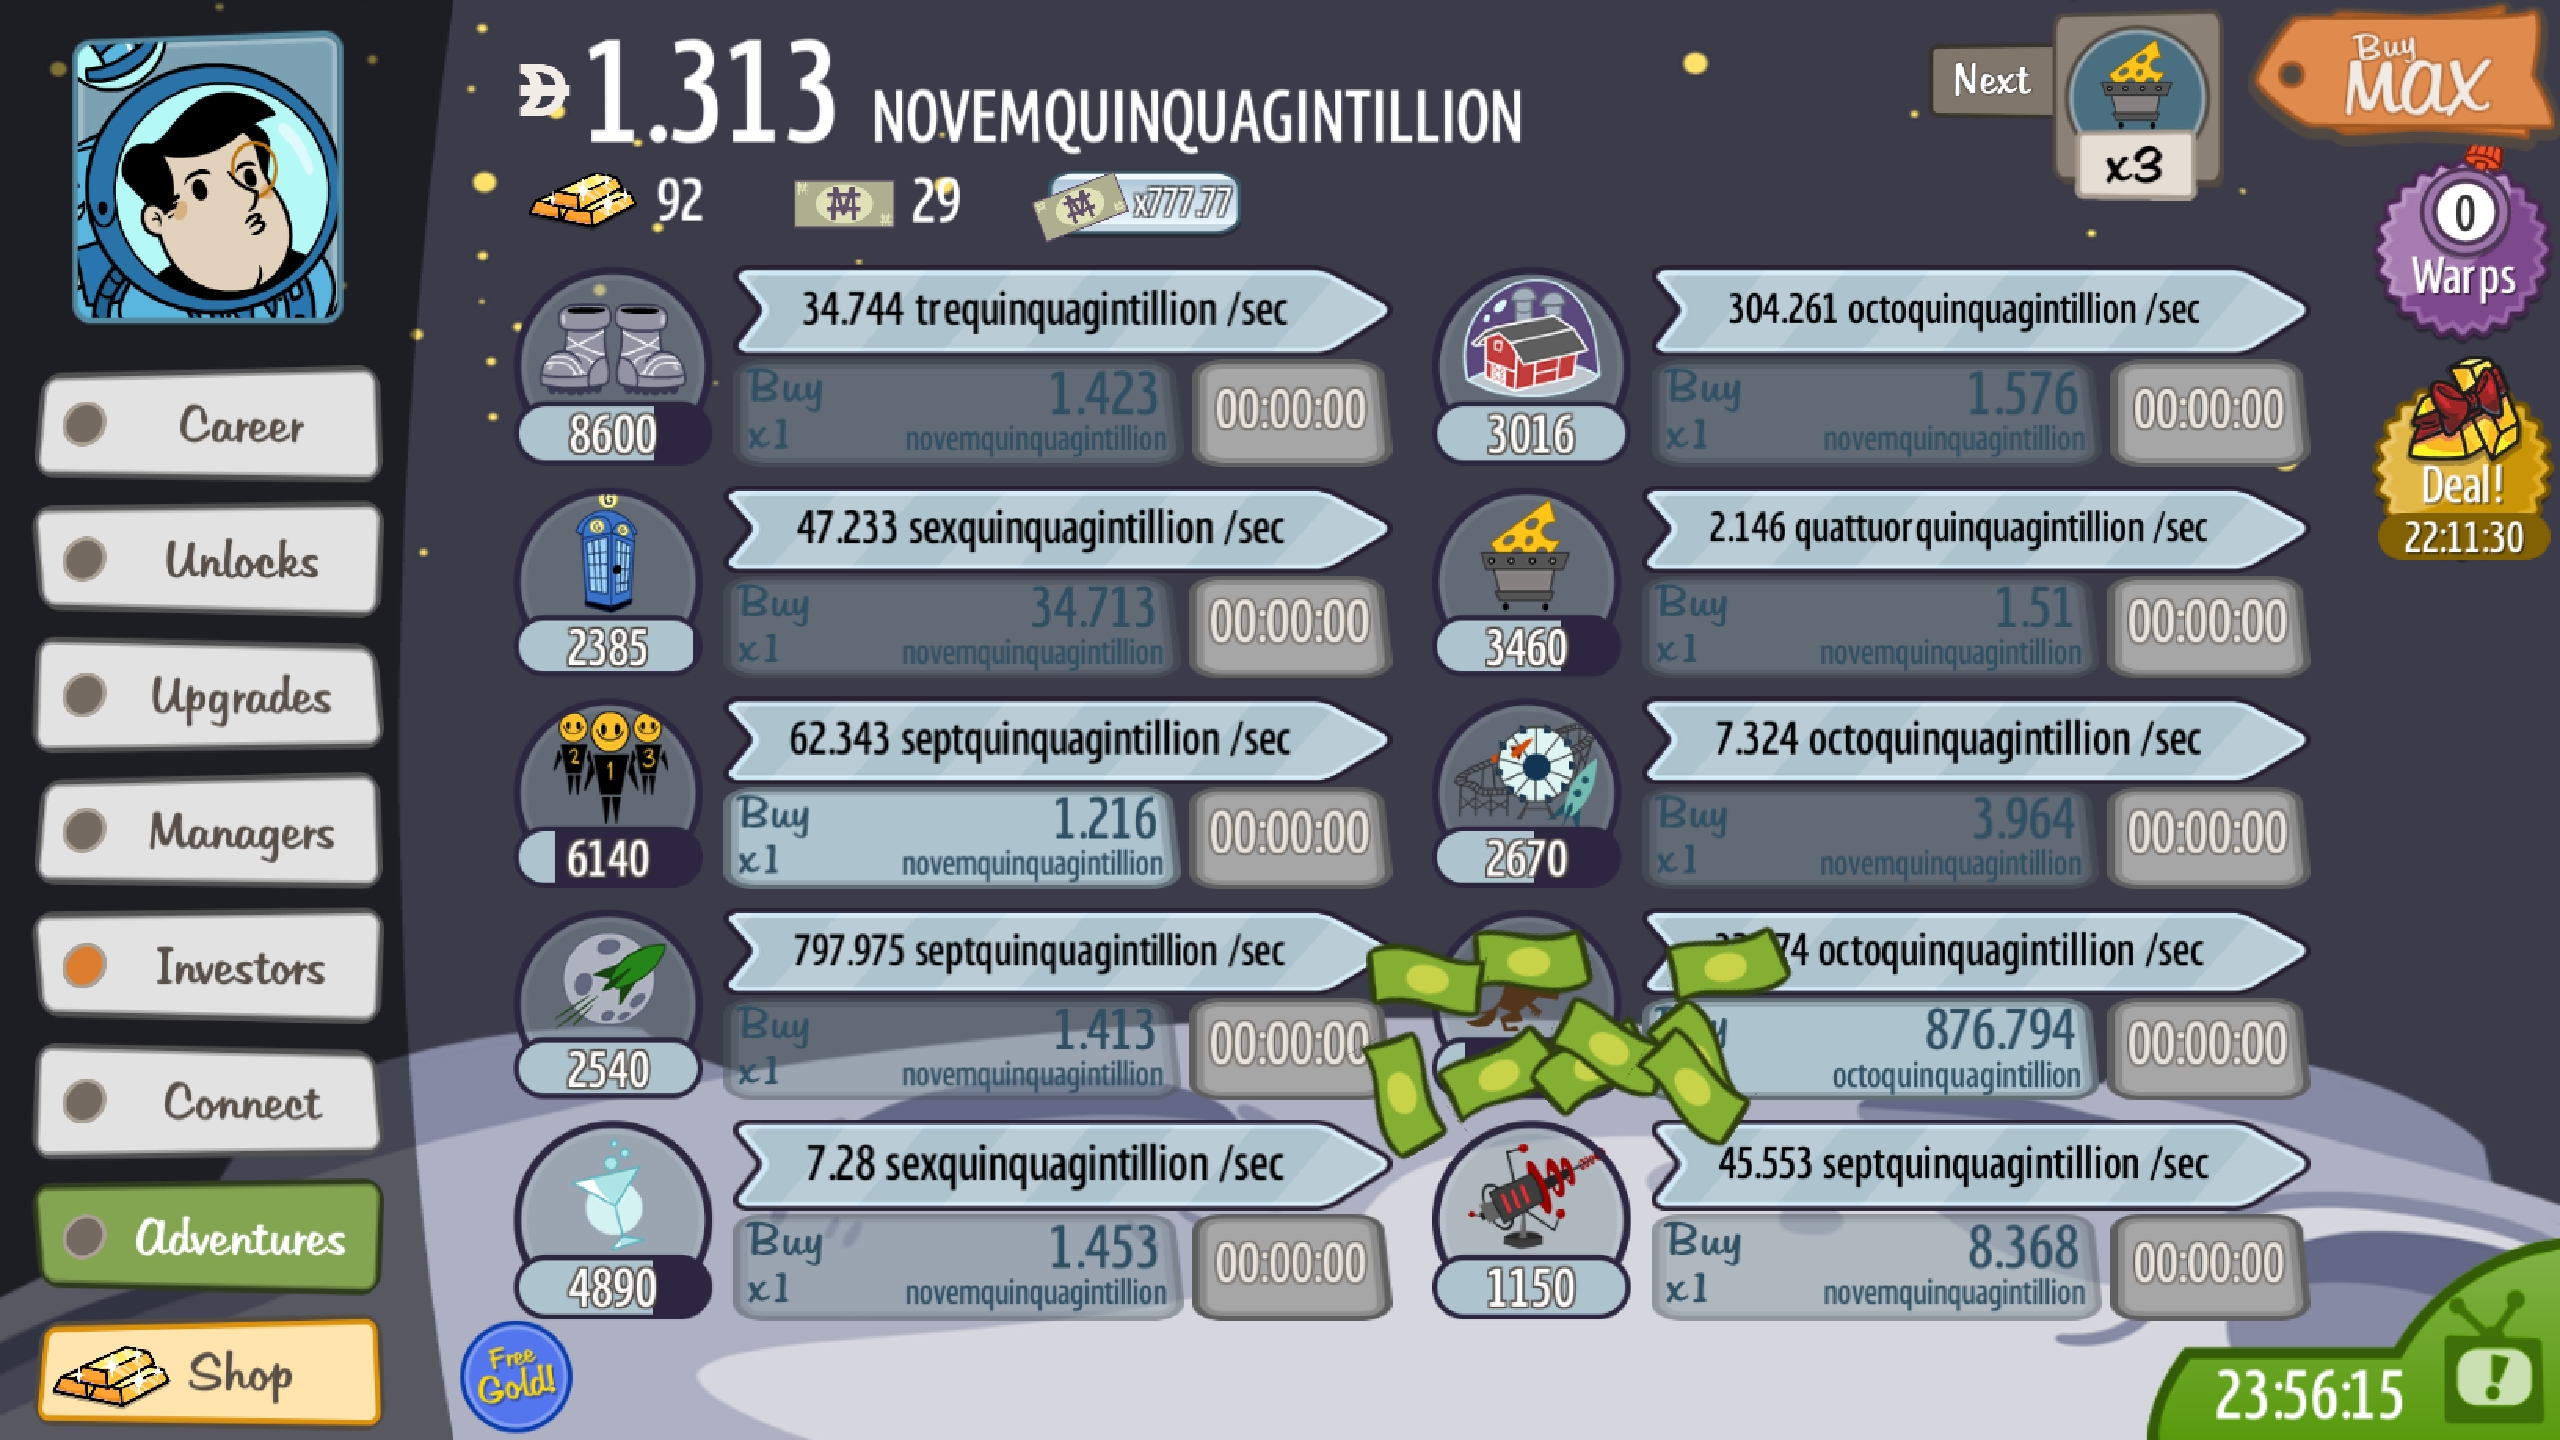 1.313 NOVEMQUINQUAGINTILLION
Next
x3
Buy
MAX
92
29
x777.77
0
Warps
Deal!
22:11:30
Career
Unlocks
Upgrades
Managers
Investors
Connect
Adventures
Shop
34.744 trequinquagintillion /sec
8600
Buy
x1
1.423
novemquinquagintillion
00:00:00
304.261 octoquinquagintillion /sec
3016
Buy
x1
1.576
novemquinquagintillion
00:00:00
47.233 sexquinquagintillion /sec
2385
Buy
x1
34.713
novemquinquagintillion
00:00:00
2.146 quattuorquinquagintillion /sec
3460
Buy
x1
1.51
novemquinquagintillion
00:00:00
62.343 septquinquagintillion /sec
2
1
3
6140
Buy
x1
1.216
novemquinquagintillion
00:00:00
7.324 octoquinquagintillion /sec
2670
Buy
x1
3.964
novemquinquagintillion
00:00:00
797.975 septquinquagintillion /sec
2540
Buy
x1
1.413
novemquinquagintillion
00:00:00
octoquinquagintillion /sec
876.794
octoquinquagintillion
00:00:00
7.28 sexquinquagintillion /sec
4890
Buy
x1
1.453
novemquinquagintillion
00:00:00
45.553 septquinquagintillion /sec
1150
Buy
x1
8.368
novemquinquagintillion
00:00:00
Free
Gold!
23:56:15